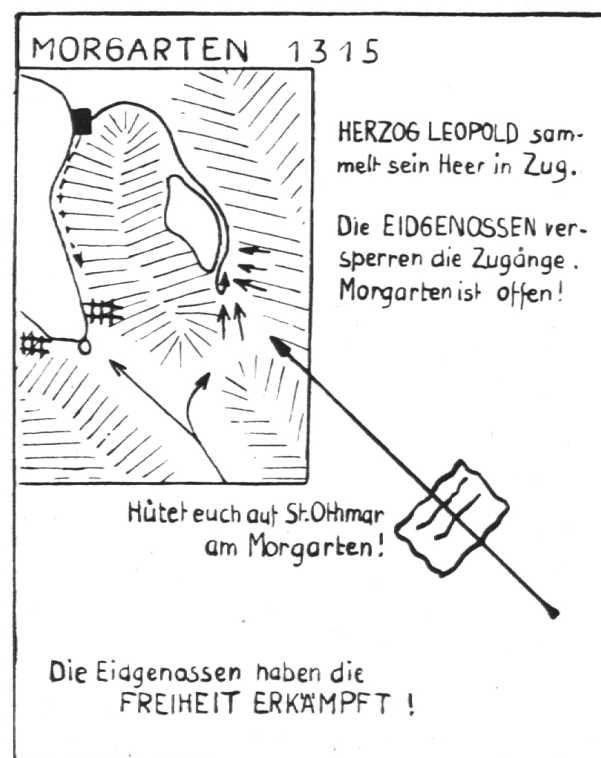 MORGARTEN 1315
HERZOG LEOPOLD sam-
melt sein Heer in Zug.
Die EIDGENOSSEN ver-
sperren die Zugänge.
Morgarten ist offen!
Hütet euch auf St. Othmar
am Morgarten!
Die Eidgenossen haben die
FREIHEIT ERKÄMPFT !